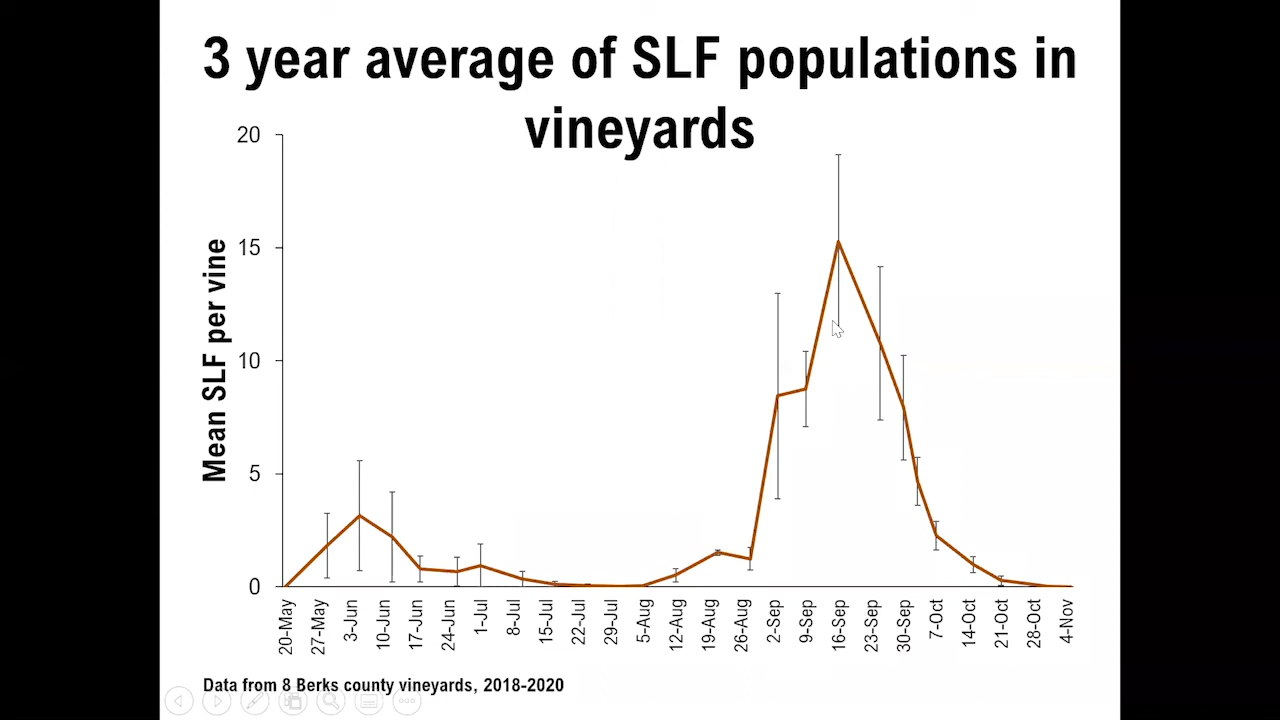 3 year average of SLF populations in
vineyards
20
15
10
5
0
Mean SLF per vine
20-May
27-May
3-Jun
10-Jun
17-Jun
24-Jun
1-Jul
8-Jul
15-Jul
22-Jul
29-Jul
5-Aug
12-Aug
19-Aug
26-Aug
2-Sep
9-Sep
16-Sep
23-Sep
30-Sep
7-Oct
14-Oct
21-Oct
28-Oct
4-Nov
Data from 8 Berks county vineyards, 2018-2020